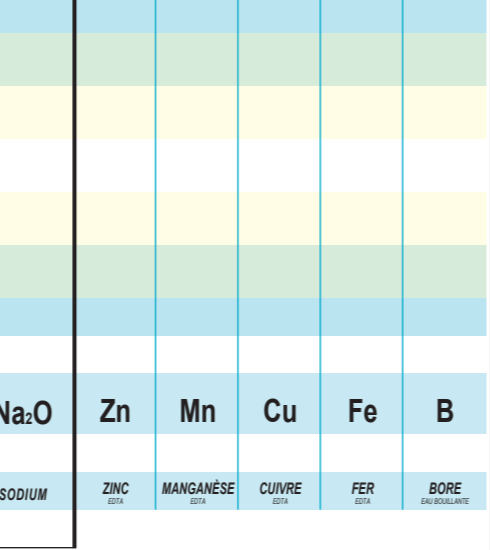 Na₂O Zn Mn Cu Fe B
SODIUM ZINC MANGANÈSE CUIVRE FER BORE
EDTA EDTA EDTA EDTA EAU BOUILLANTE